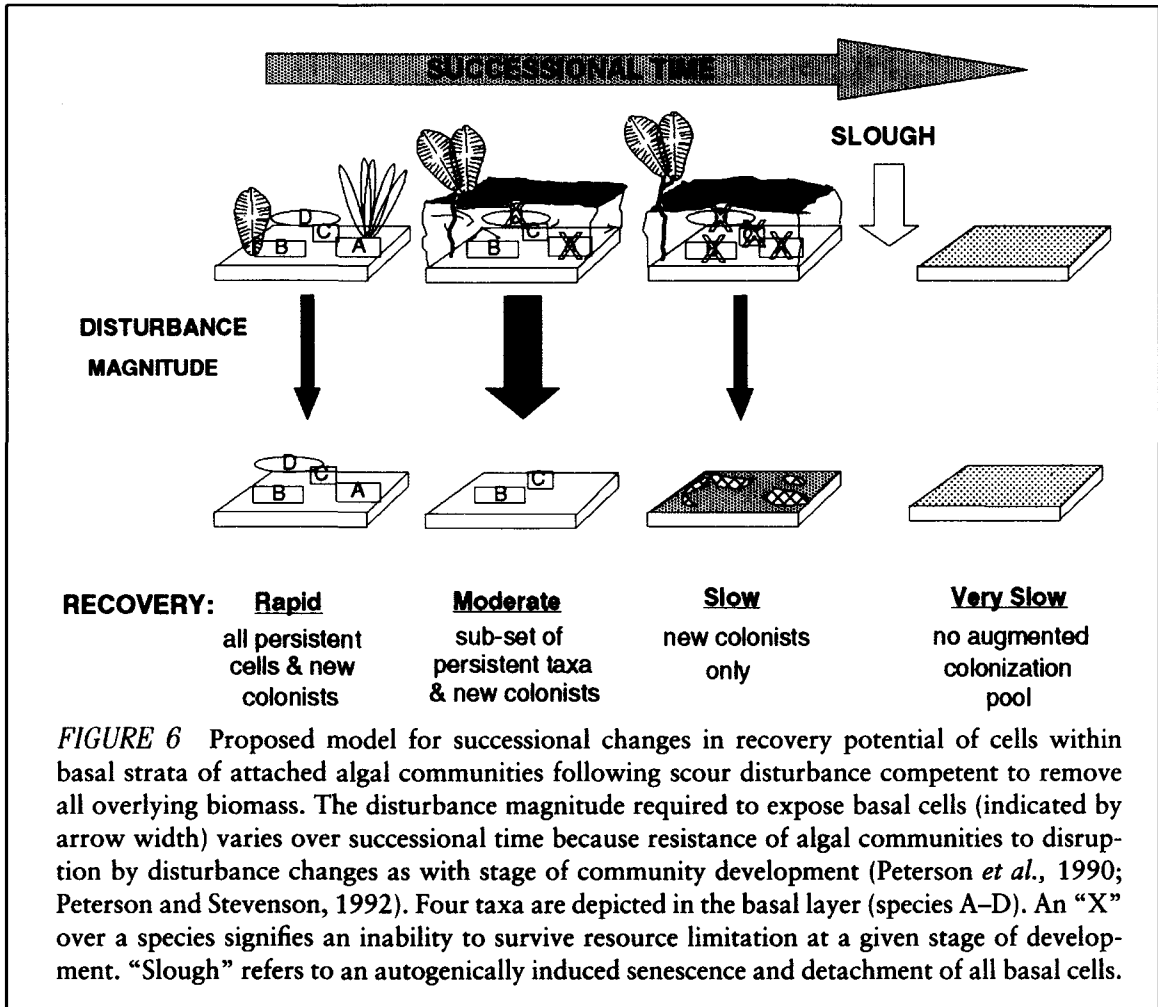 SUCCESSIONAL TIME
SLOUGH
D
C
B
A
C
B
X
X
X
X
X
X
DISTURBANCE
MAGNITUDE
D
C
B
A
C
B
RECOVERY: Rapid Moderate Slow Very Slow
all persistent sub-set of new colonists no augmented
cells & new persistent taxa only colonization
colonists & new colonists pool
FIGURE 6 Proposed model for successional changes in recovery potential of cells within
basal strata of attached algal communities following scour disturbance competent to remove
all overlying biomass. The disturbance magnitude required to expose basal cells (indicated by
arrow width) varies over successional time because resistance of algal communities to disrup-
tion by disturbance changes as with stage of community development (Peterson et al., 1990;
Peterson and Stevenson, 1992). Four taxa are depicted in the basal layer (species A–D). An “X”
over a species signifies an inability to survive resource limitation at a given stage of develop-
ment. “Slough” refers to an autogenically induced senescence and detachment of all basal cells.